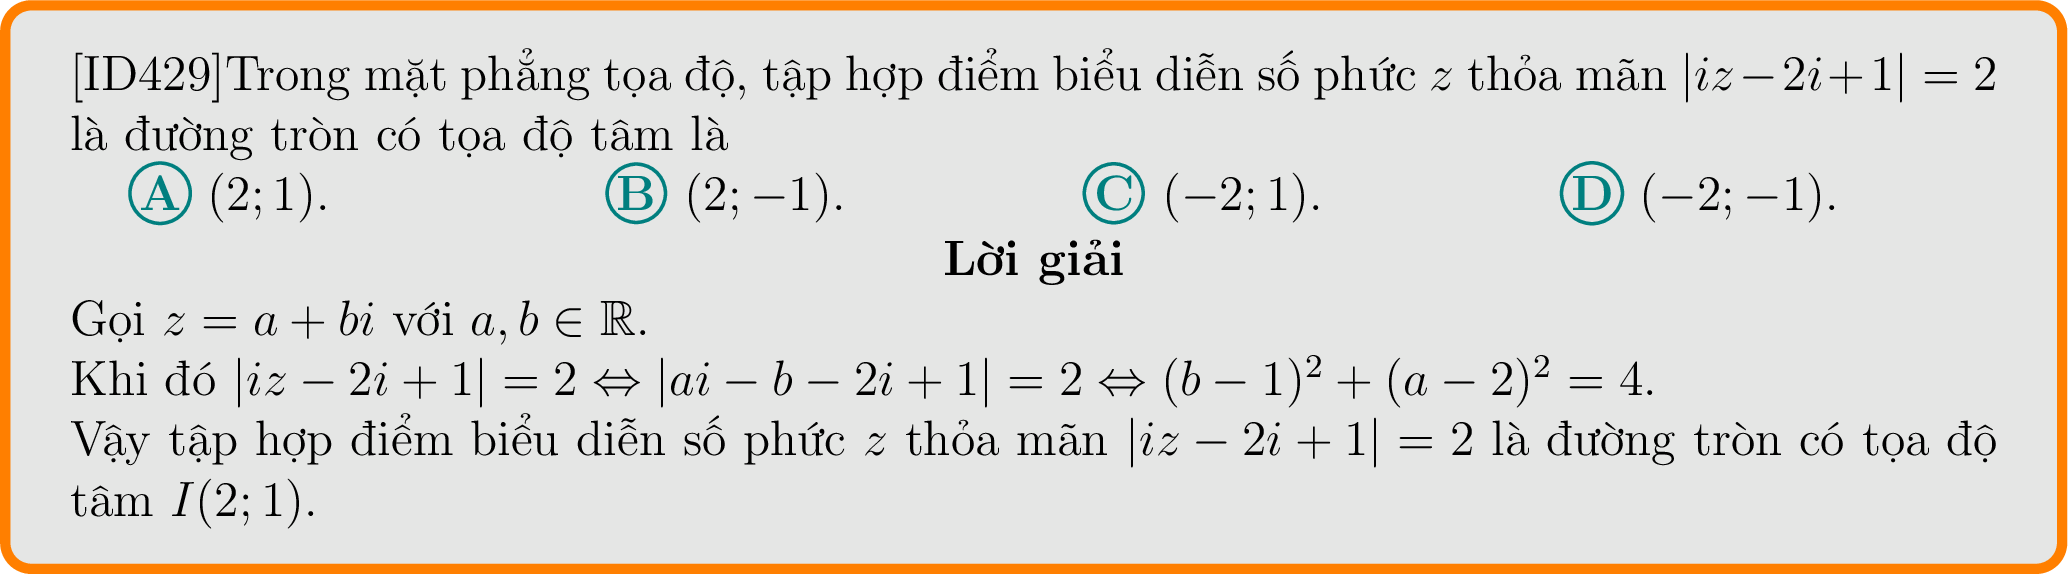 [ID429]Trong mặt phẳng tọa độ, tập hợp điểm biểu diễn số phức z thỏa mãn |iz − 2i + 1| = 2
là đường tròn có tọa độ tâm là
A (2; 1). B (2; −1). C (−2; 1). D (−2; −1).
Lời giải
Gọi z = a + bi với a, b ∈ ℝ.
Khi đó |iz − 2i + 1| = 2 ⇔ |ai − b − 2i + 1| = 2 ⇔ (b − 1)² + (a − 2)² = 4.
Vậy tập hợp điểm biểu diễn số phức z thỏa mãn |iz − 2i + 1| = 2 là đường tròn có tọa độ
tâm I(2; 1).